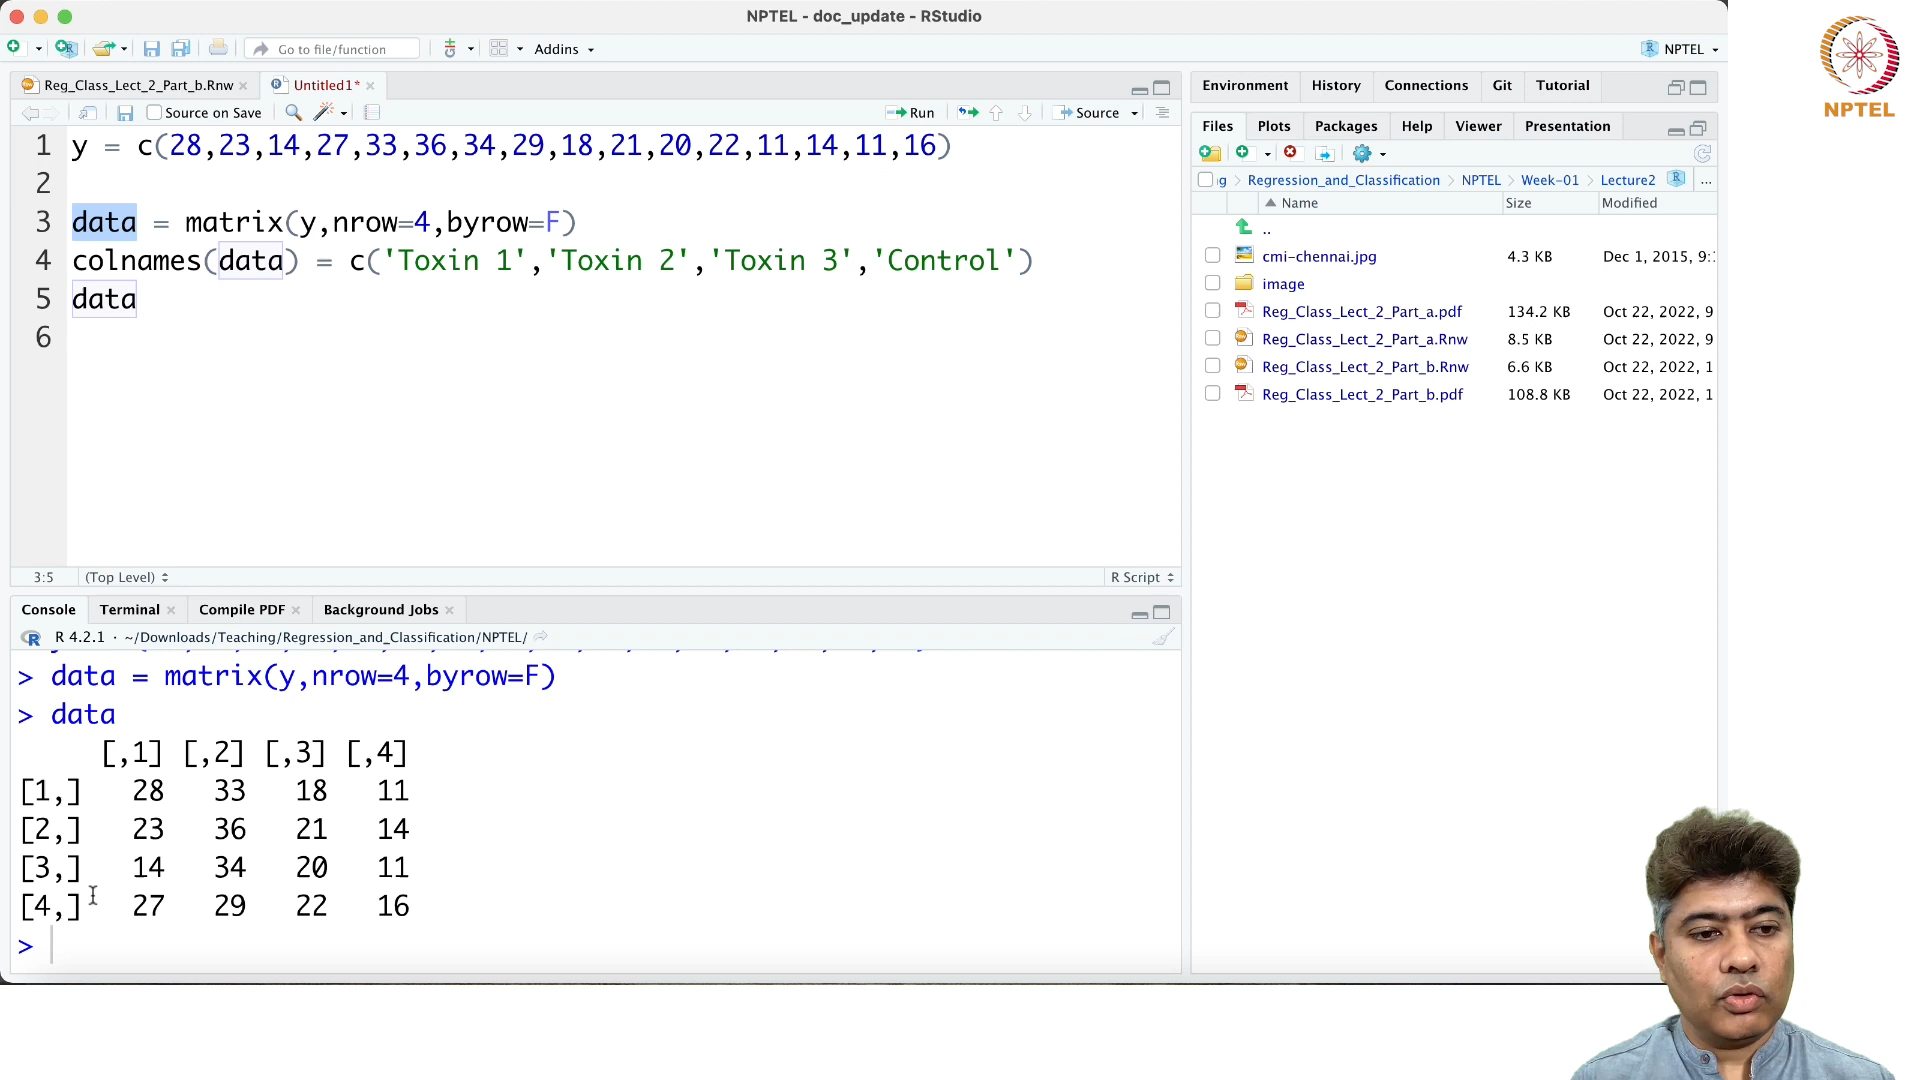 NPTEL - doc_update - RStudio
Go to file/function
Addins
NPTEL
NPTEL
Reg_Class_Lect_2_Part_b.Rnw
Untitled1*
Source on Save
Run
Source
1 y = c(28,23,14,27,33,36,34,29,18,21,20,22,11,14,11,16)
2
3 data = matrix(y,nrow=4,byrow=F)
4 colnames(data) = c('Toxin 1','Toxin 2','Toxin 3','Control')
5 data
6
3:5 (Top Level) R Script
Environment History Connections Git Tutorial
Files Plots Packages Help Viewer Presentation
g > Regression_and_Classification > NPTEL > Week-01 > Lecture2 ...
Name Size Modified
..
cmi-chennai.jpg 4.3 KB Dec 1, 2015, 9:
image
Reg_Class_Lect_2_Part_a.pdf 134.2 KB Oct 22, 2022, 9
Reg_Class_Lect_2_Part_a.Rnw 8.5 KB Oct 22, 2022, 9
Reg_Class_Lect_2_Part_b.Rnw 6.6 KB Oct 22, 2022, 1
Reg_Class_Lect_2_Part_b.pdf 108.8 KB Oct 22, 2022, 1
Console Terminal Compile PDF Background Jobs
R 4.2.1 · ~/Downloads/Teaching/Regression_and_Classification/NPTEL/
> data = matrix(y,nrow=4,byrow=F)
> data
[,1] [,2] [,3] [,4]
[1,] 28 33 18 11
[2,] 23 36 21 14
[3,] 14 34 20 11
[4,] 27 29 22 16
>